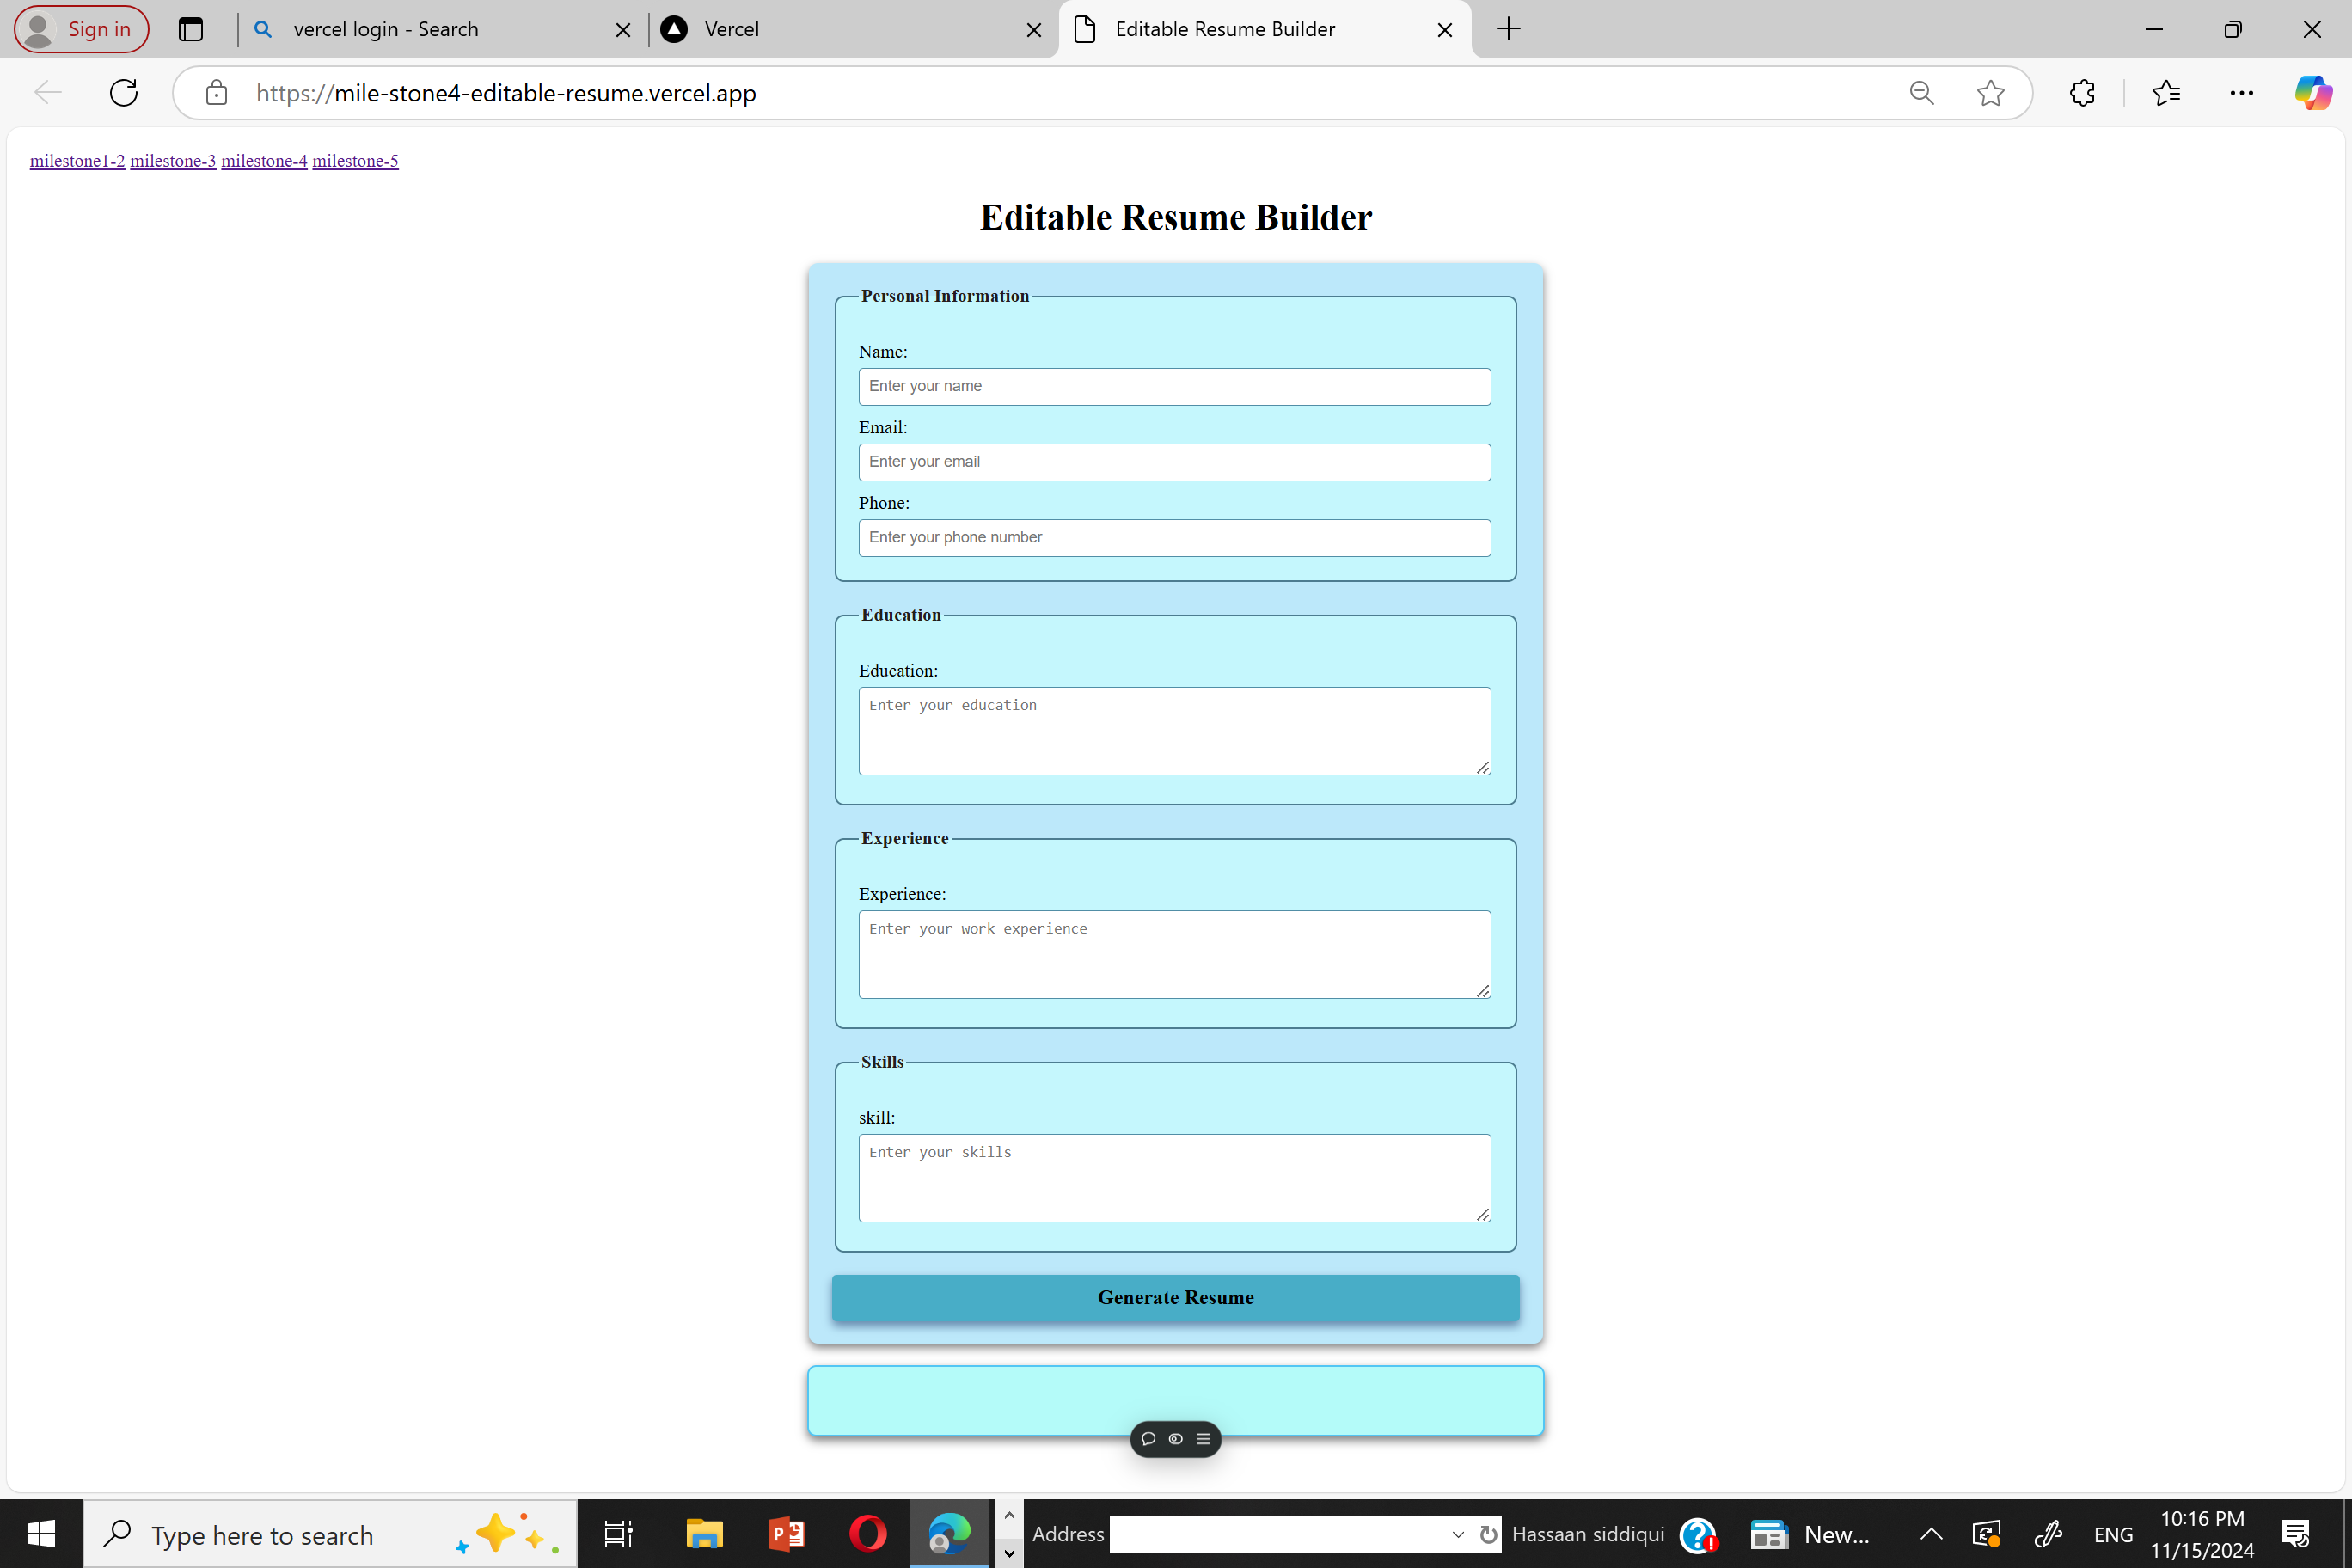 Sign in
vercel login - Search
Vercel
Editable Resume Builder
https://mile-stone4-editable-resume.vercel.app
milestone1-2 milestone-3 milestone-4 milestone-5
Editable Resume Builder
Personal Information
Name:
Enter your name
Email:
Enter your email
Phone:
Enter your phone number
Education
Education:
Enter your education
Experience
Experience:
Enter your work experience
Skills
skill:
Enter your skills
Generate Resume
Type here to search
Address
Hassaan siddiqui
New...
ENG
10:16 PM
11/15/2024